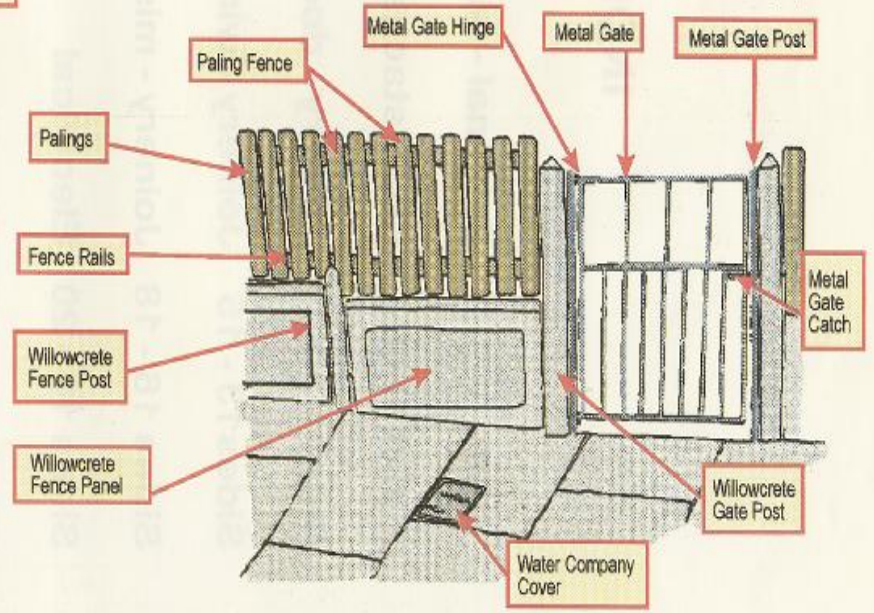 Metal Gate Hinge
Metal Gate
Metal Gate Post
Paling Fence
Palings
Fence Rails
Metal
Gate
Catch
Willowcrete
Fence Post
Willowcrete
Fence Panel
Willowcrete
Gate Post
Water Company
Cover